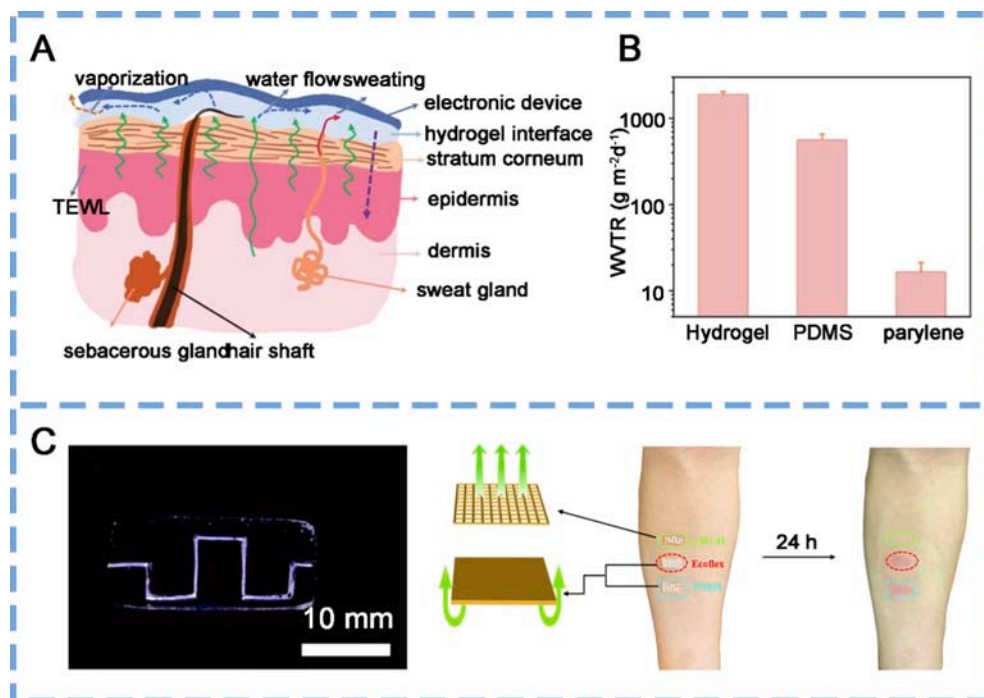 A
vaporization
water flow
sweating
electronic device
hydrogel interface
stratum corneum
TEWL
epidermis
dermis
sweat gland
sebacerous gland
hair shaft
B
WVTR (g m⁻²d⁻¹)
1000
100
10
Hydrogel
PDMS
parylene
C
10 mm
Ecoflex
24 h